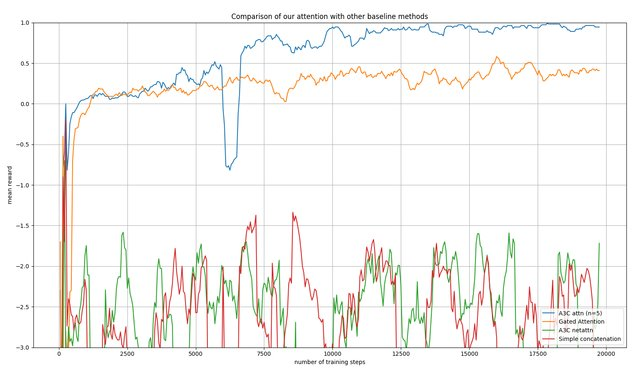 Comparison of our attention with other baseline methods
1.0
0.5
0.0
−0.5
−1.0
−1.5
−2.0
−2.5
−3.0
mean reward
0
2500
5000
7500
10000
12500
15000
17500
20000
number of training steps
A3C attn (n=5)
Gated Attention
A3C netattn
Simple concatenation